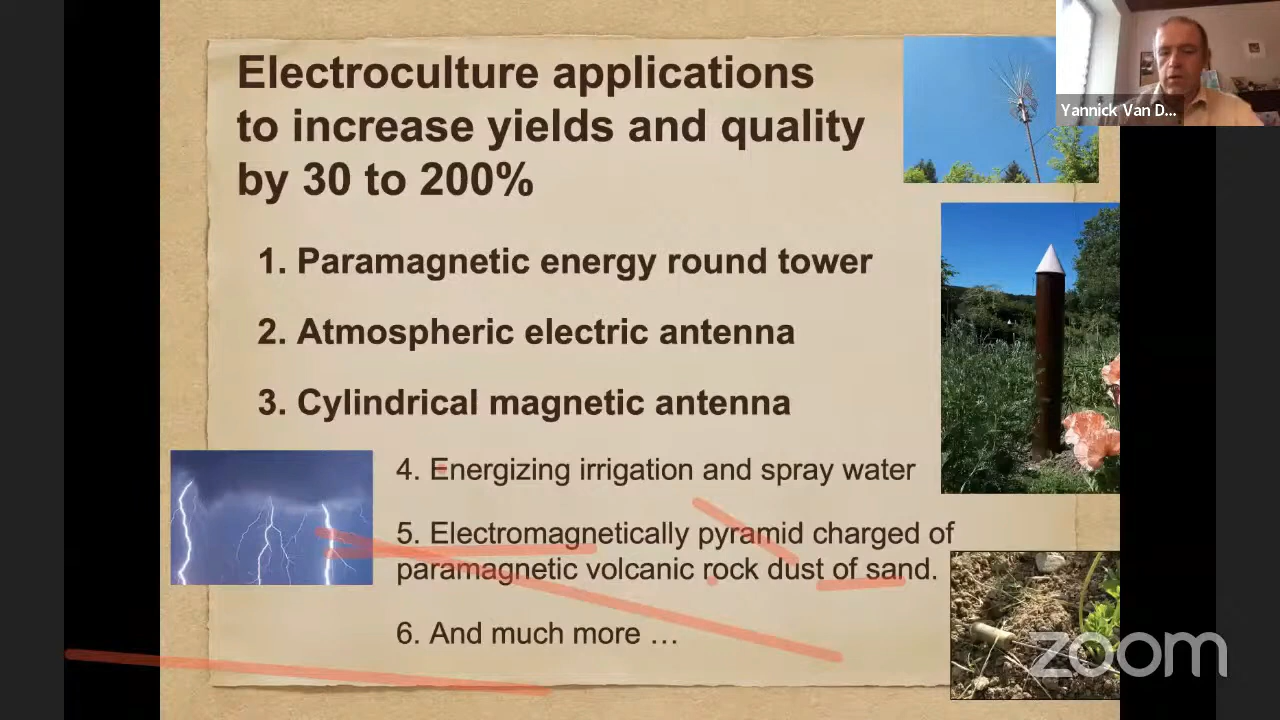 Electroculture applications
to increase yields and quality
by 30 to 200%
1. Paramagnetic energy round tower
2. Atmospheric electric antenna
3. Cylindrical magnetic antenna
4. Energizing irrigation and spray water
5. Electromagnetically pyramid charged of
paramagnetic volcanic rock dust of sand.
6. And much more …
Yannick Van D...
zoom